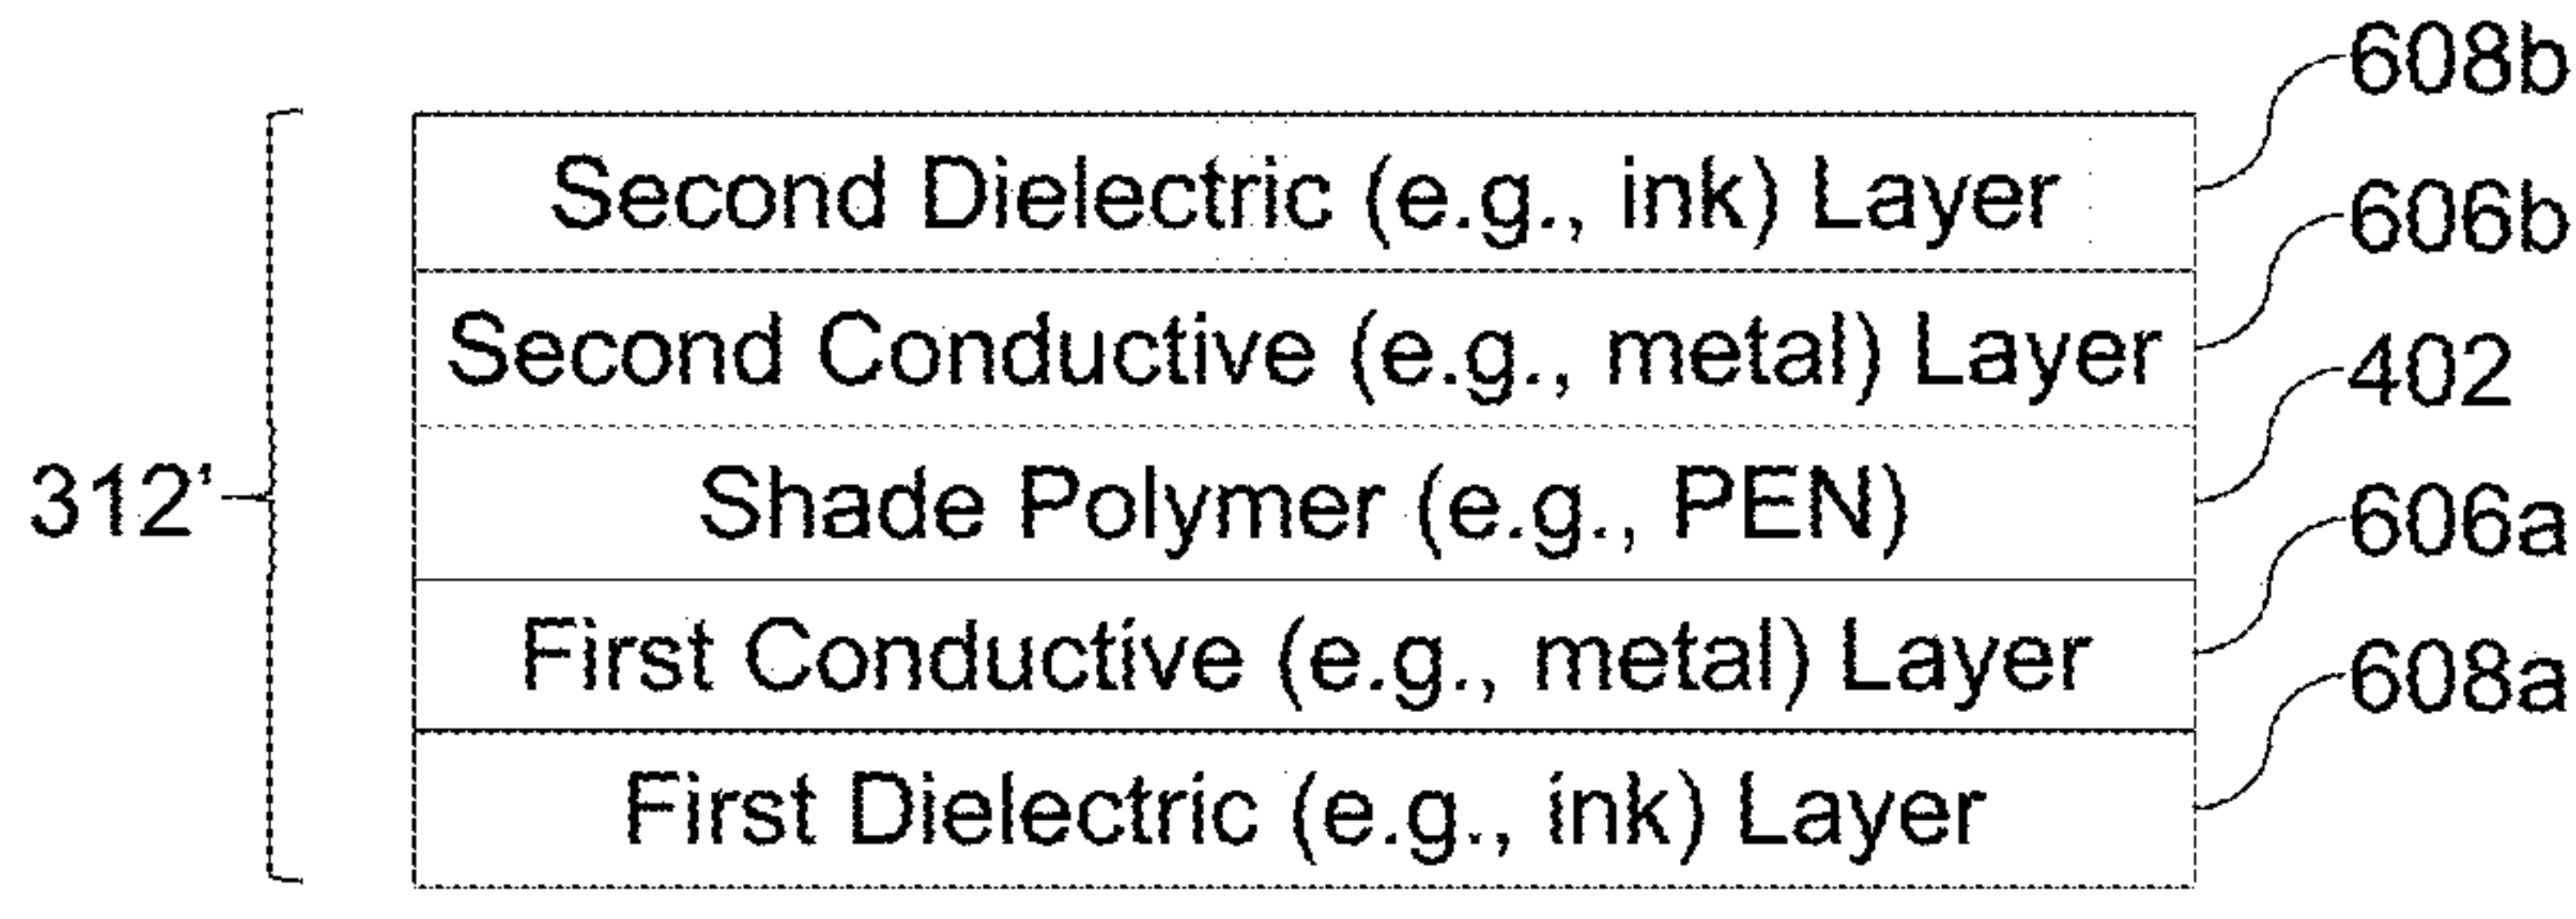 608b
Second Dielectric (e.g., ink) Layer
606b
Second Conductive (e.g., metal) Layer
402
312' Shade Polymer (e.g., PEN)
606a
First Conductive (e.g., metal) Layer
608a
First Dielectric (e.g., ink) Layer